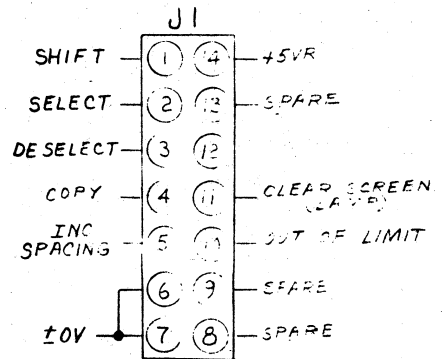 J1
SHIFT 1 14 +5VR
SELECT 2 13 SPARE
DESELECT 3 12
COPY 4 11 CLEAR SCREEN
(LAMP)
INC
SPACING 5 10 OUT OF LIMIT
6 9 SPARE
±0V 7 8 SPARE